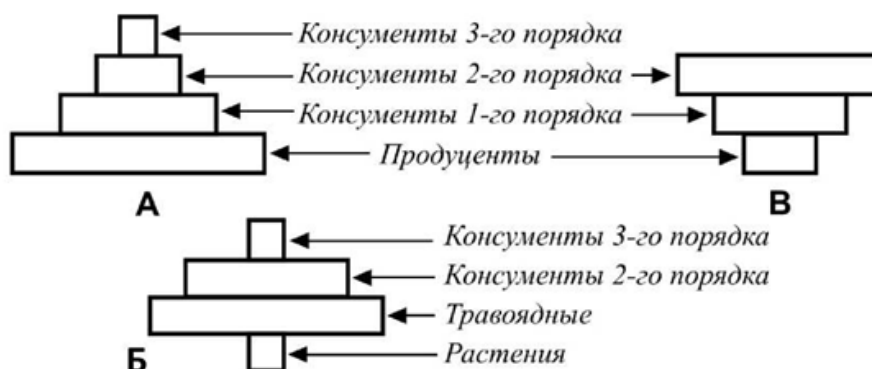 Консументы 3-го порядка
Консументы 2-го порядка
Консументы 1-го порядка
Продуценты
А
В
Консументы 3-го порядка
Консументы 2-го порядка
Травоядные
Растения
Б